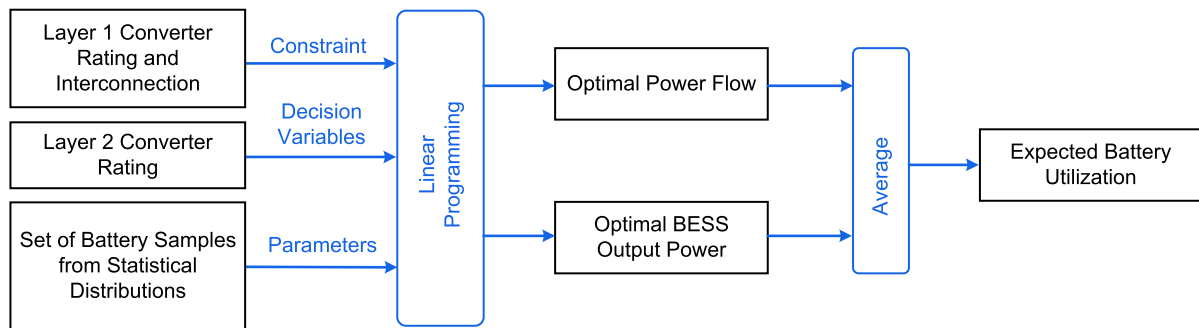 Layer 1 Converter
Rating and
Interconnection
Constraint
Layer 2 Converter
Rating
Decision
Variables
Set of Battery Samples
from Statistical
Distributions
Parameters
Linear
Programming
Optimal Power Flow
Optimal BESS
Output Power
Average
Expected Battery
Utilization